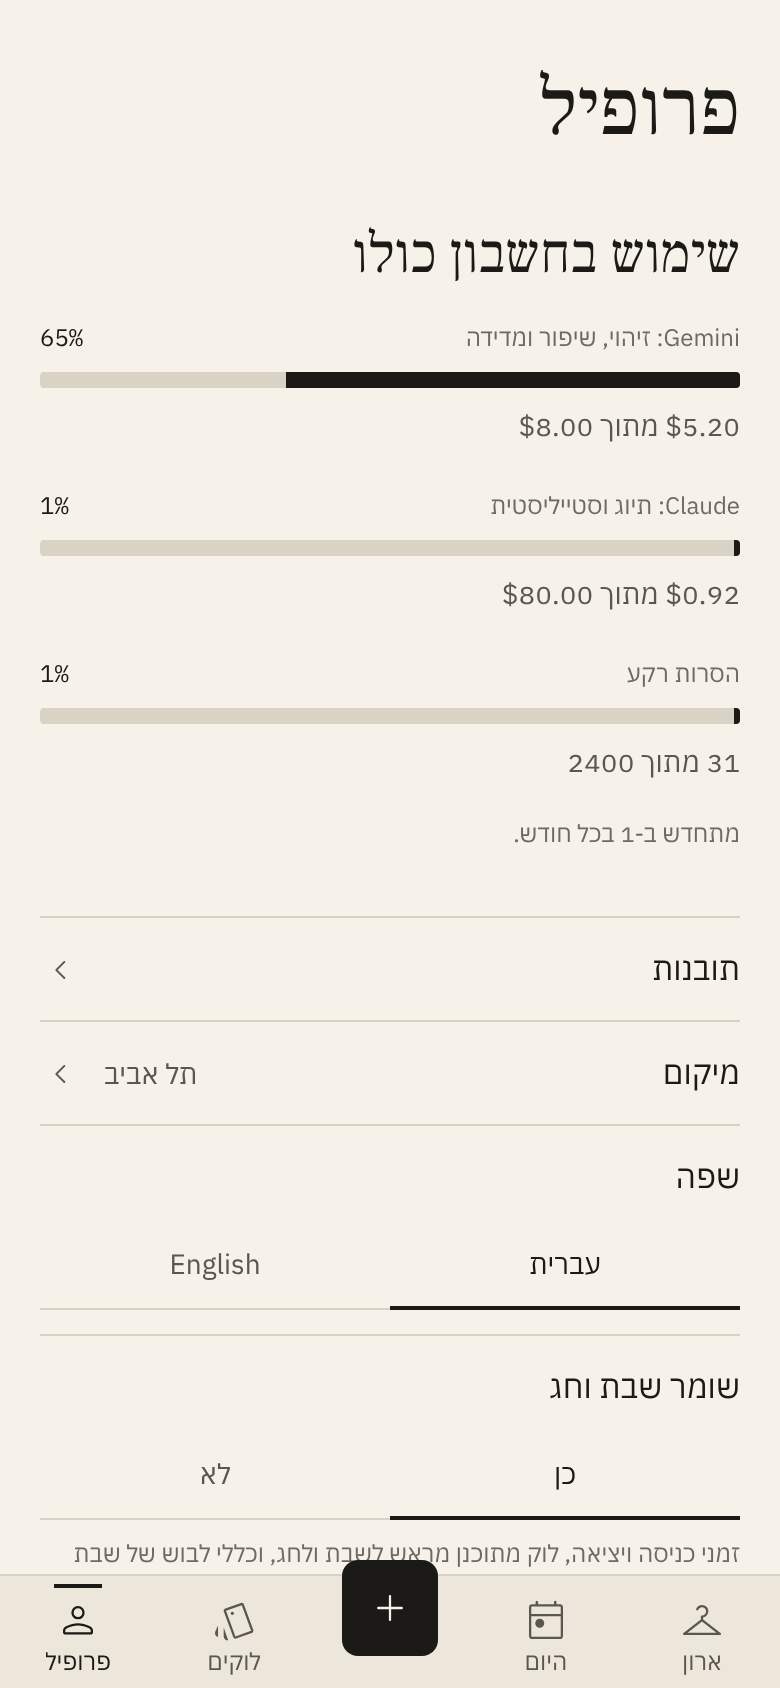 פרופיל
שימוש בחשבון כולו
Gemini: זיהוי, שיפור ומדידה 65%
$5.20 מתוך $8.00
Claude: תיוג וסטייליסטית 1%
$0.92 מתוך $80.00
הסרות רקע 1%
31 מתוך 2400
מתחדש ב-1 בכל חודש.
תובנות
מיקום תל אביב
שפה
עברית English
שומר שבת וחג
כן לא
זמני כניסה ויציאה, לוק מתוכנן מראש לשבת ולחג, וכללי לבוש של שבת
ארון היום לוקים פרופיל